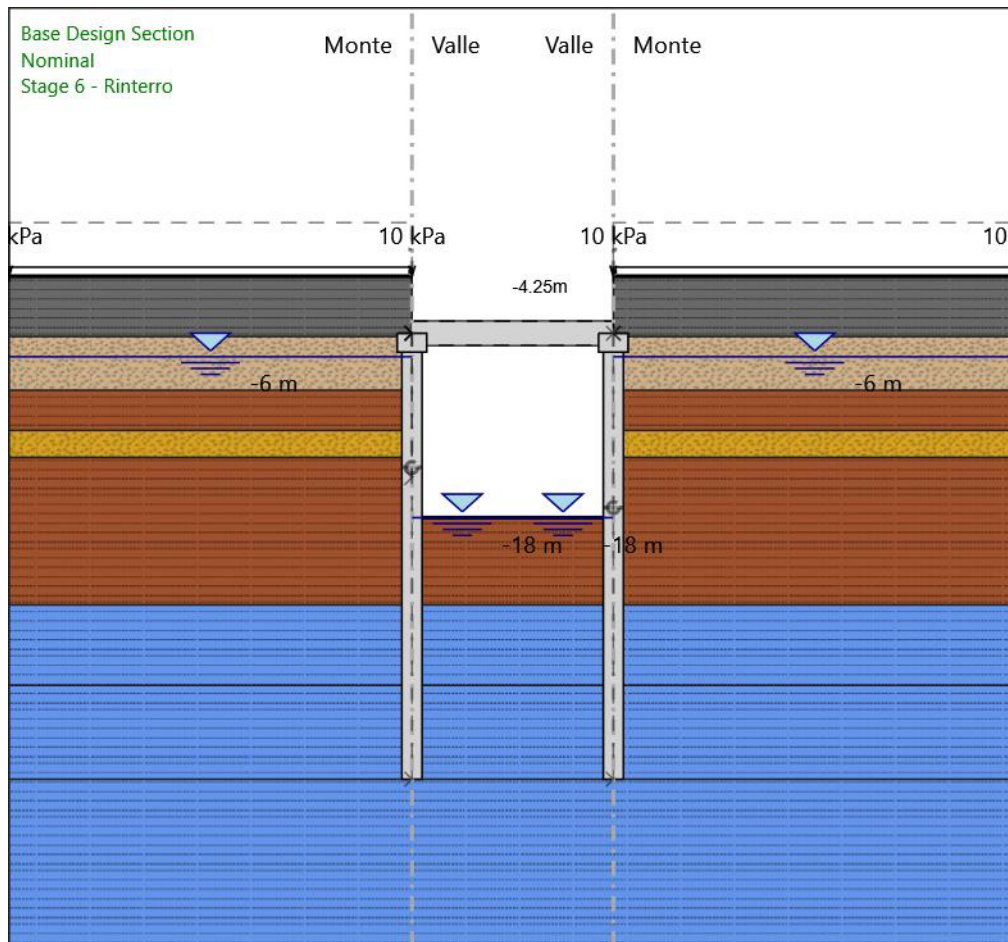 Base Design Section
Nominal
Stage 6 - Rinterro
Monte Valle Valle Monte
kPa 10 kPa 10 kPa 10
-4.25m
-6 m -6 m
-18 m -18 m